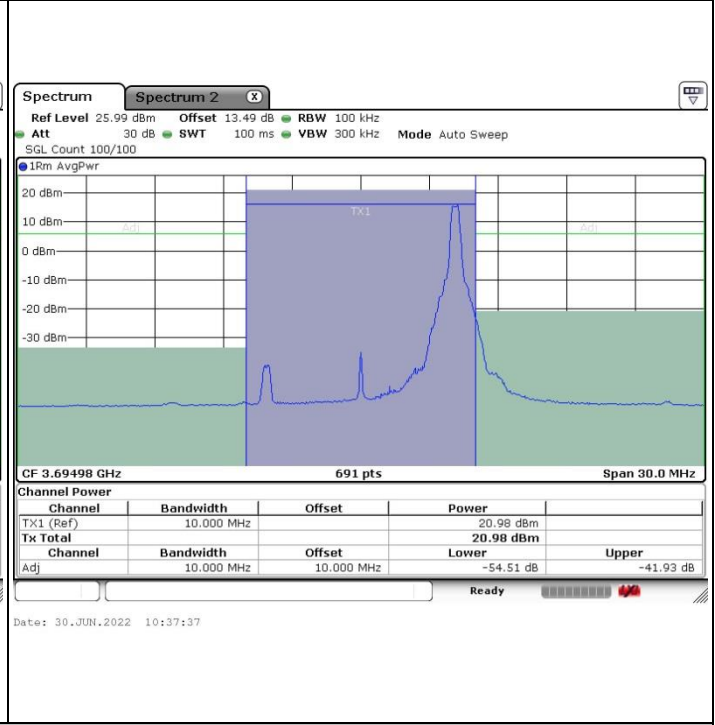 Spectrum Spectrum 2 X
Ref Level 25.99 dBm Offset 13.49 dB RBW 100 kHz
Att 30 dB SWT 100 ms VBW 300 kHz Mode Auto Sweep
SGL Count 100/100
1Rm AvgPwr
20 dBm
TX1
10 dBm
Adj Adj
0 dBm
-10 dBm
-20 dBm
-30 dBm
CF 3.69498 GHz 691 pts Span 30.0 MHz
Channel Power
Channel Bandwidth Offset Power
TX1 (Ref) 10.000 MHz 20.98 dBm
Tx Total 20.98 dBm
Channel Bandwidth Offset Lower Upper
Adj 10.000 MHz 10.000 MHz -54.51 dB -41.93 dB
Ready
Date: 30.JUN.2022 10:37:37